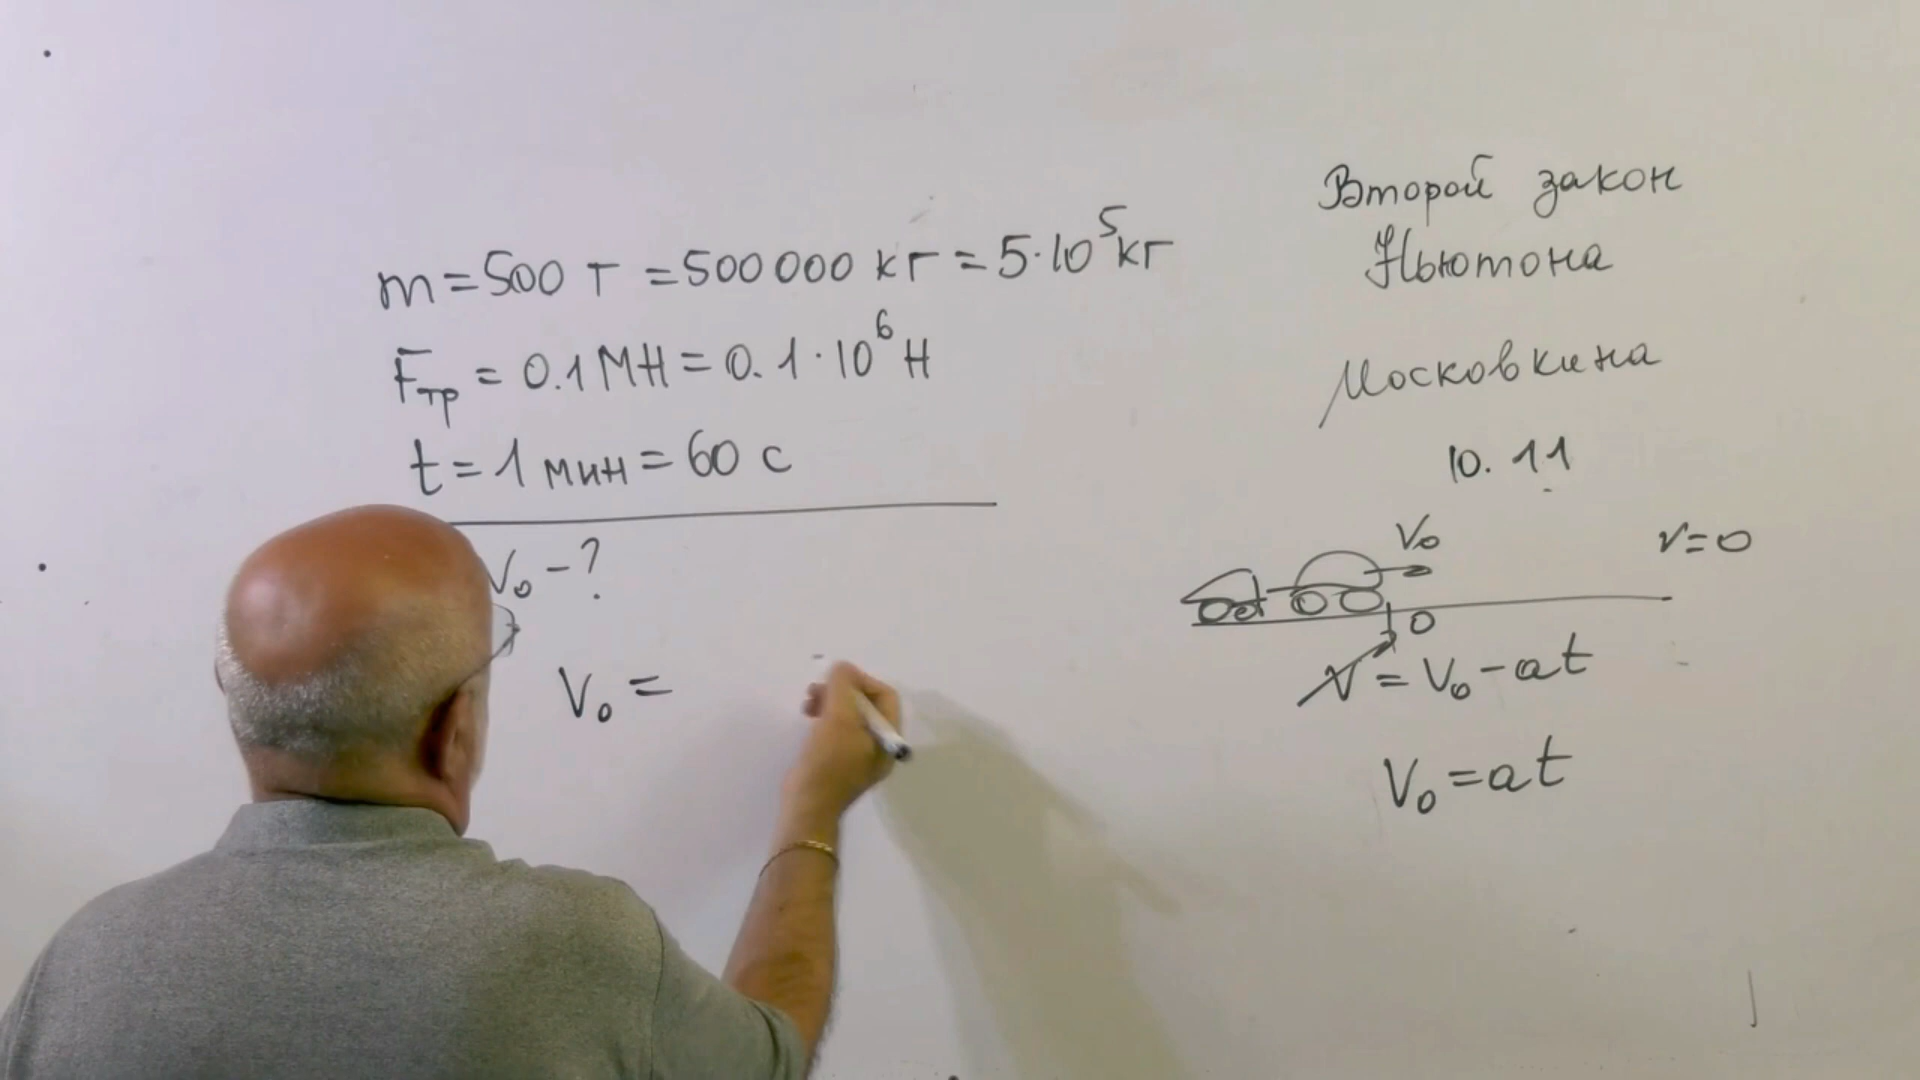 m = 500 т = 500 000 кг = 5·10⁵ кг
Fтр = 0.1 МН = 0.1·10⁶ Н
t = 1 мин = 60 с
V₀ - ?
V₀ =
Второй закон
Ньютона
Московкина
10. 11
V₀
v = 0
0
V = V₀ - at
V₀ = at